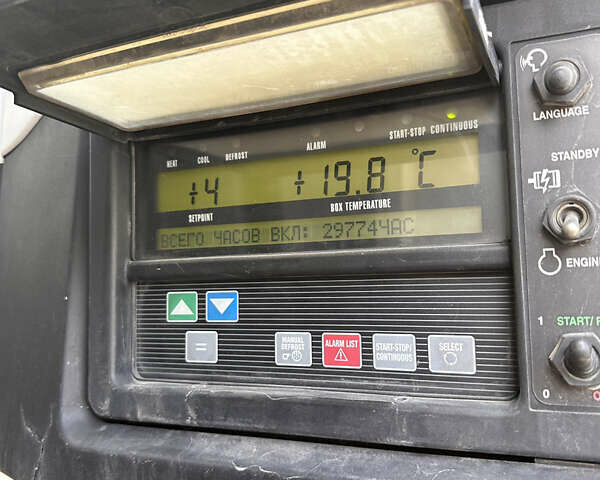 START-STOP CONTINUOUS
HEAT COOL DEFROST ALARM
+4 +19.8 °C
SETPOINT BOX TEMPERATURE
ВСЕГО ЧАСОВ ВКЛ: 29774ЧАС
=
MANUAL DEFROST
ALARM LIST
START-STOP/ CONTINUOUS
SELECT
LANGUAGE
STANDBY
ENGINE
1 START/
0